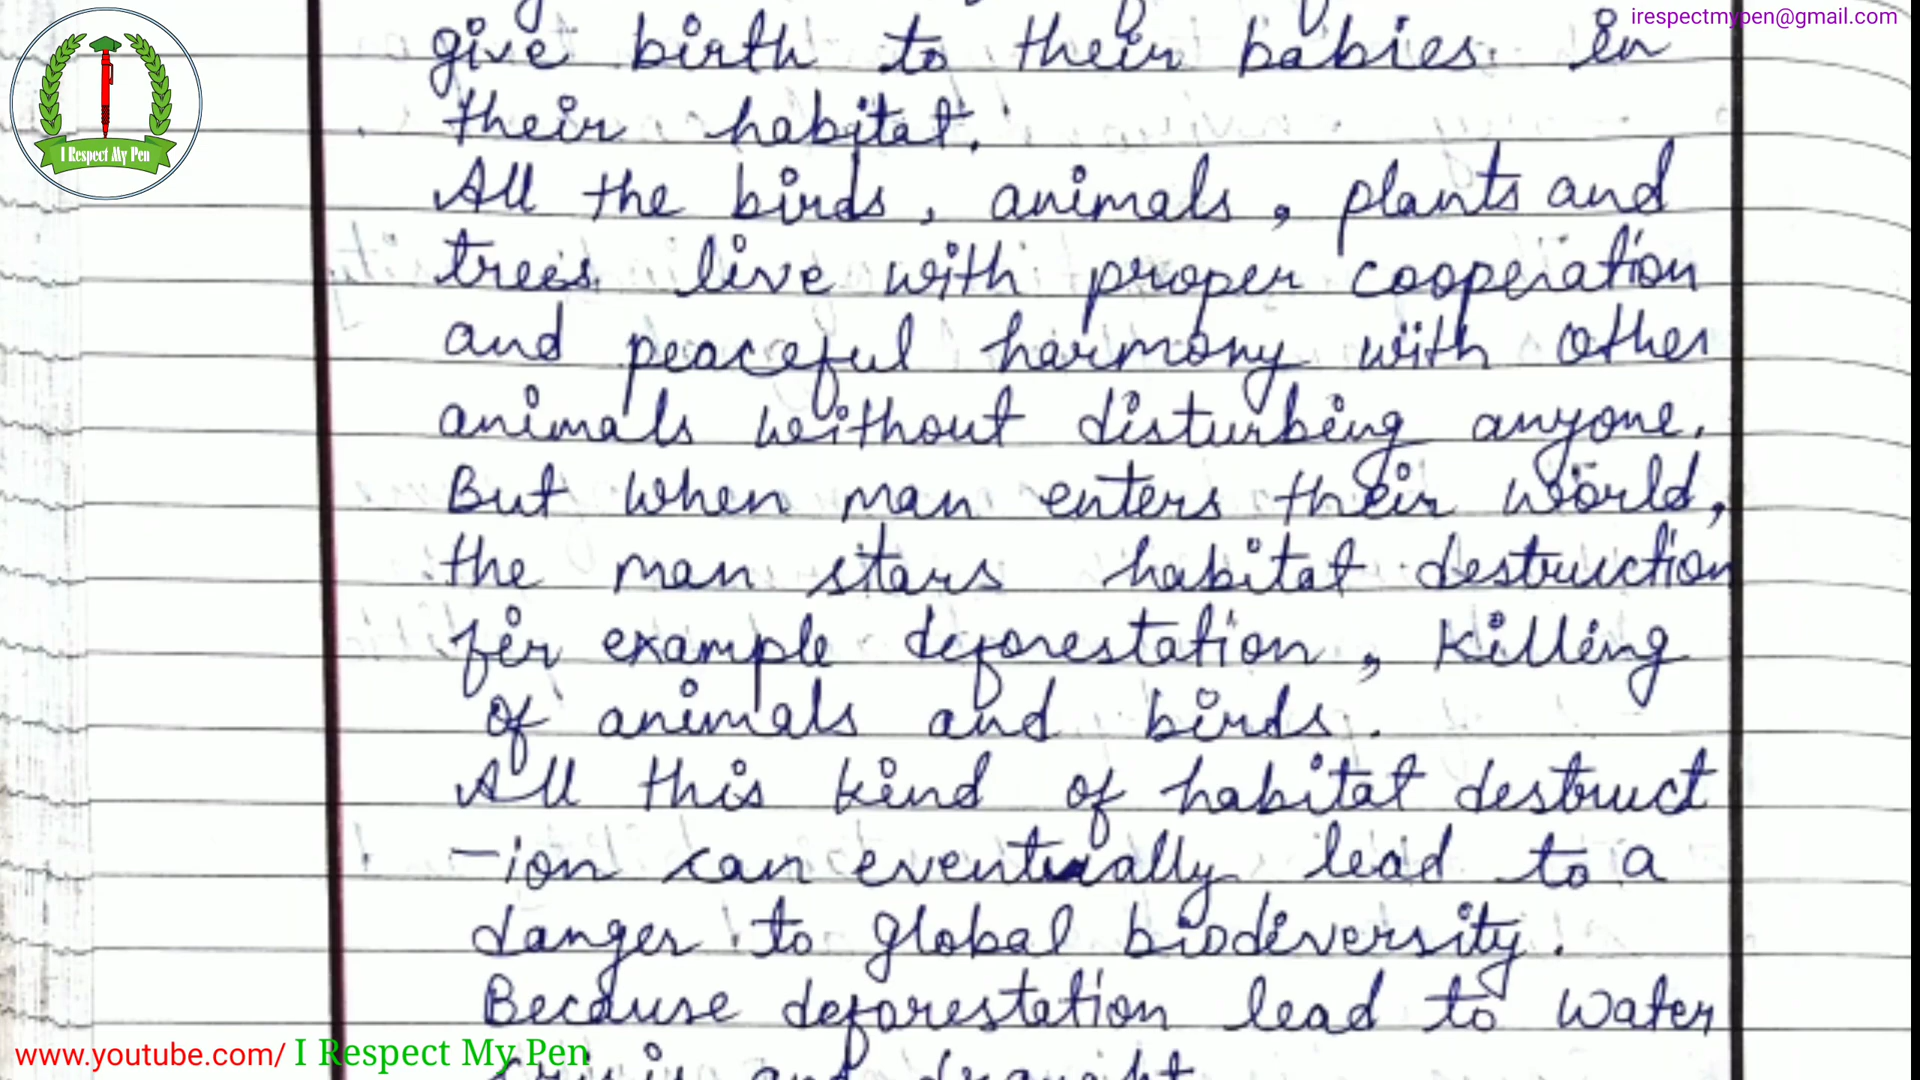 irespectmypen@gmail.com
give birth to their babies. in
their habitat.
All the birds, animals, plants and
trees live with proper cooperation
and peaceful harmony with other
animals without disturbing anyone.
But when man enters their world,
the man stars habitat destruction
for example deforestation, killing
of animals and birds.
All this kind of habitat destruct
-ion can eventually lead to a
danger to global biodiversity.
Because deforestation lead to water
and draught
I Respect My Pen
www.youtube.com/ I Respect My Pen